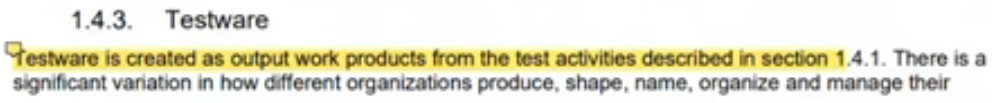 1.4.3. Testware
Testware is created as output work products from the test activities described in section 1.4.1. There is a
significant variation in how different organizations produce, shape, name, organize and manage their